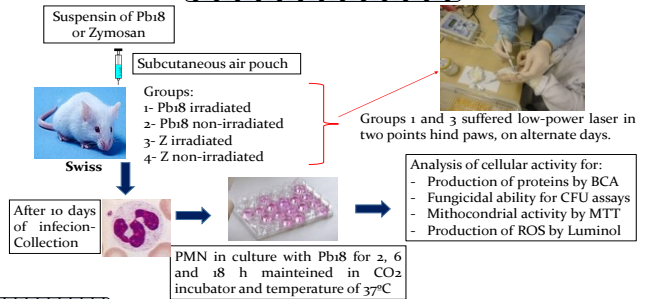 Suspensin of Pb18
or Zymosan
Subcutaneous air pouch
Groups:
1- Pb18 irradiated
2- Pb18 non-irradiated
3- Z irradiated
4- Z non-irradiated
Swiss
Groups 1 and 3 suffered low-power laser in
two points hind paws, on alternate days.
After 10 days
of infecion-
Collection
PMN in culture with Pb18 for 2, 6
and 18 h mainteined in CO2
incubator and temperature of 37ºC
Analysis of cellular activity for:
- Production of proteins by BCA
- Fungicidal ability for CFU assays
- Mithocondrial activity by MTT
- Production of ROS by Luminol